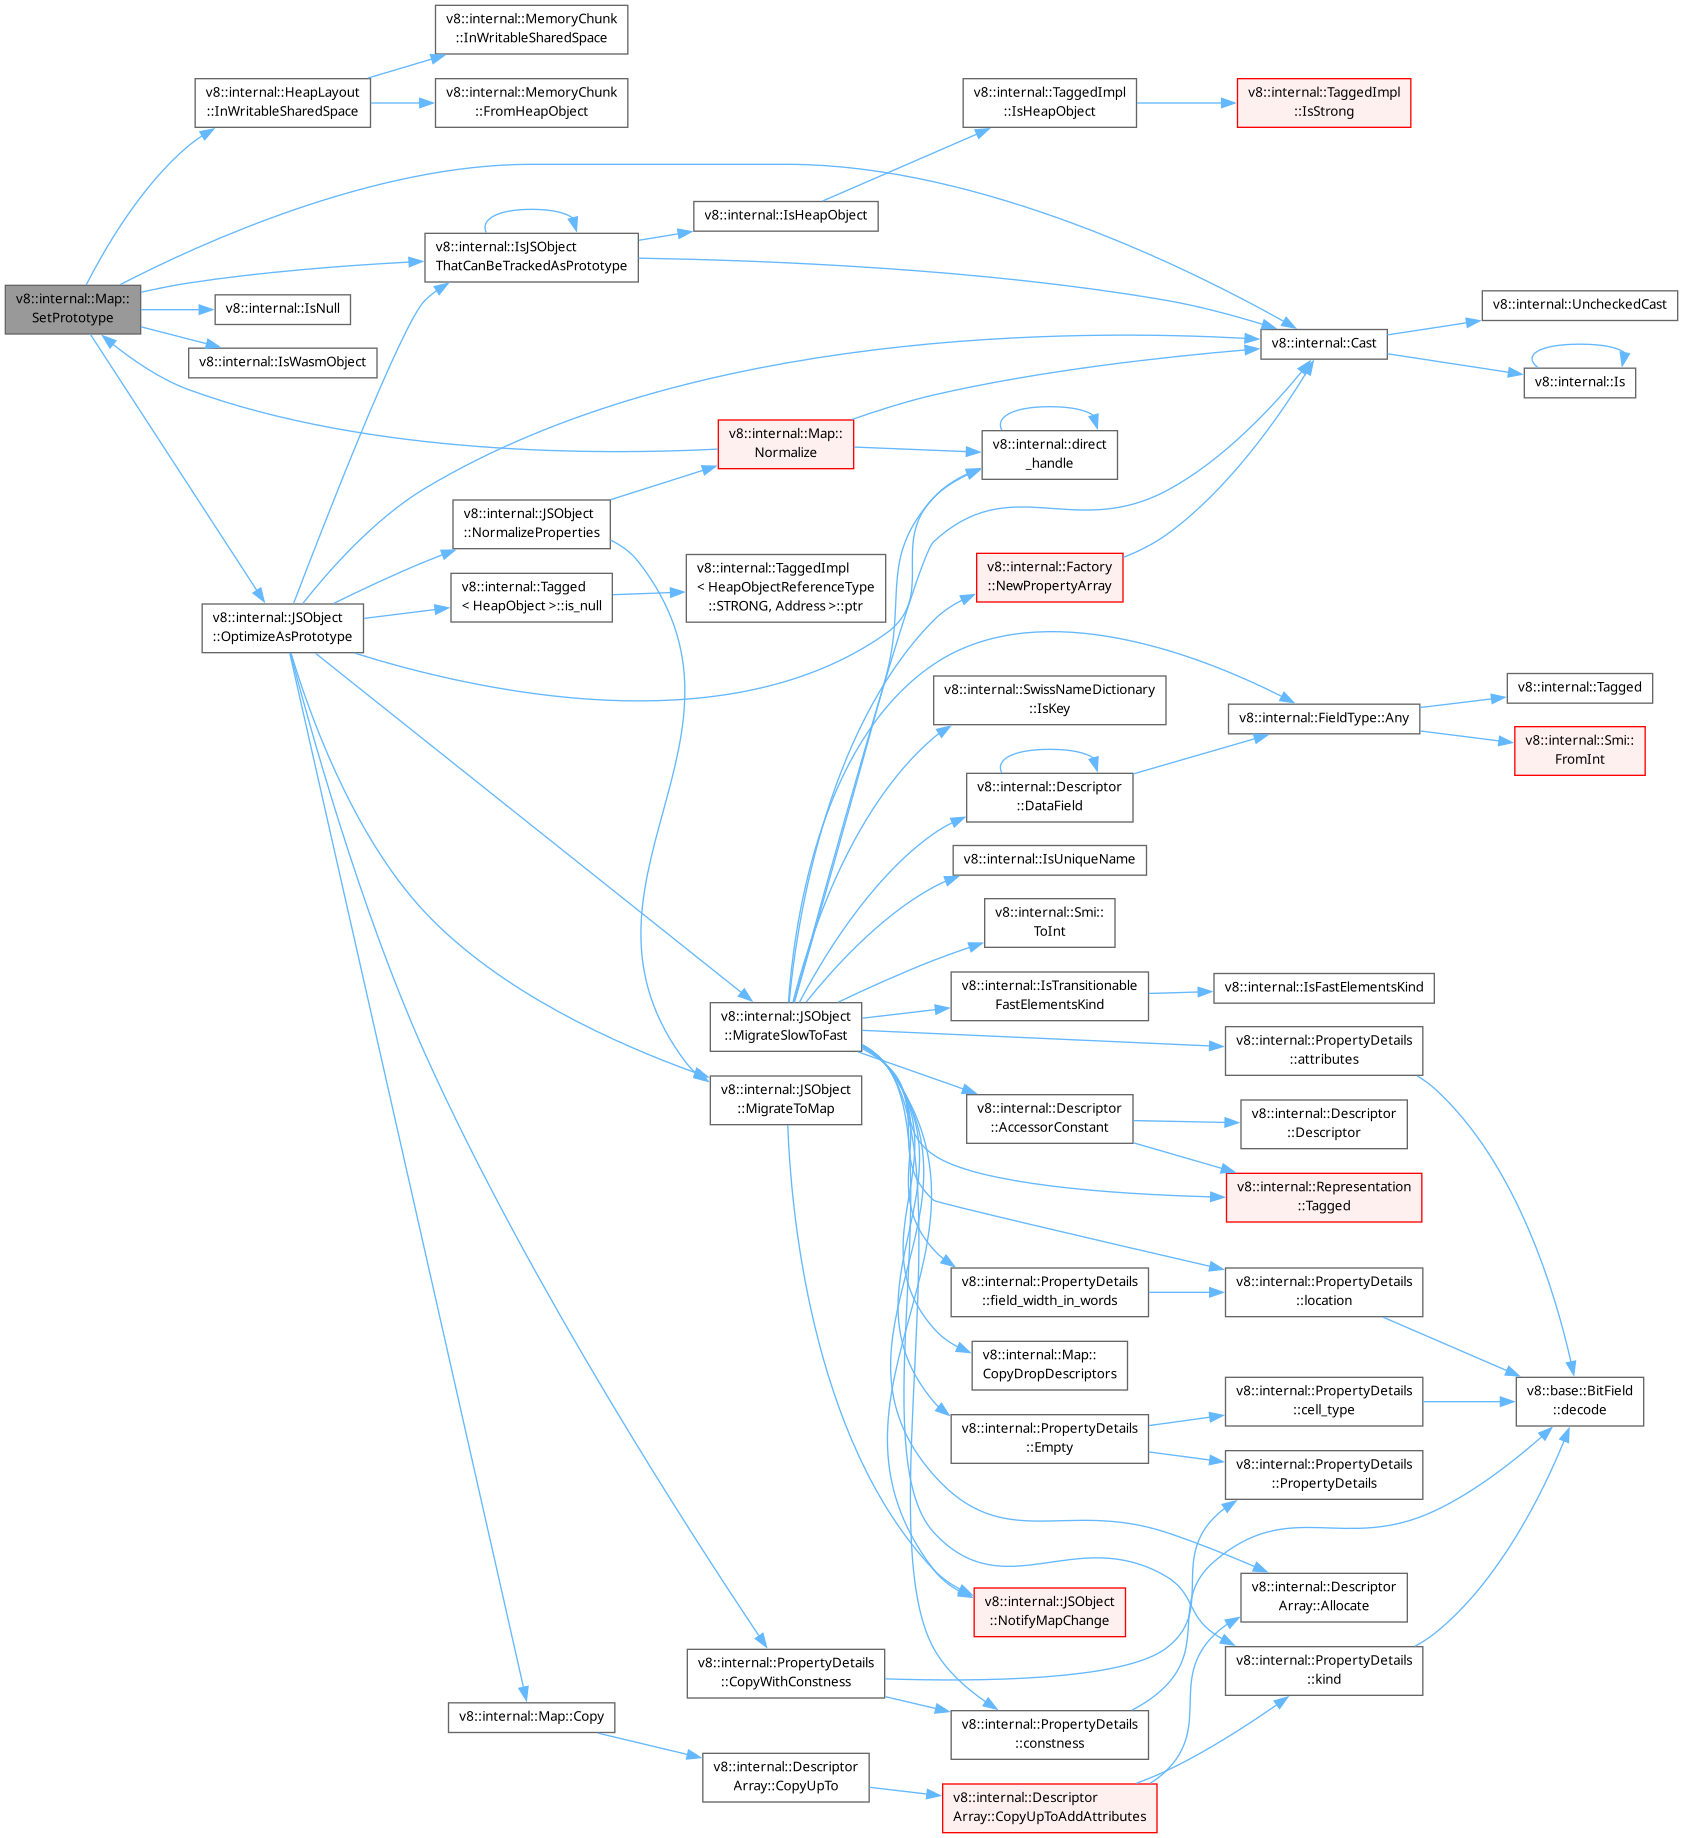 v8::internal::MemoryChunk
::InWritableSharedSpace
v8::internal::HeapLayout
::InWritableSharedSpace
v8::internal::MemoryChunk
::FromHeapObject
v8::internal::TaggedImpl
::IsHeapObject
v8::internal::TaggedImpl
::IsStrong
v8::internal::IsHeapObject
v8::internal::IsJSObject
ThatCanBeTrackedAsPrototype
v8::internal::Map::
SetPrototype
v8::internal::IsNull
v8::internal::IsWasmObject
v8::internal::UncheckedCast
v8::internal::Cast
v8::internal::Is
v8::internal::Map::
Normalize
v8::internal::direct
_handle
v8::internal::JSObject
::NormalizeProperties
v8::internal::Tagged
< HeapObject >::is_null
v8::internal::TaggedImpl
< HeapObjectReferenceType
::STRONG, Address >::ptr
v8::internal::Factory
::NewPropertyArray
v8::internal::JSObject
::OptimizeAsPrototype
v8::internal::SwissNameDictionary
::IsKey
v8::internal::FieldType::Any
v8::internal::Tagged
v8::internal::Smi::
FromInt
v8::internal::Descriptor
::DataField
v8::internal::IsUniqueName
v8::internal::Smi::
ToInt
v8::internal::IsTransitionable
FastElementsKind
v8::internal::IsFastElementsKind
v8::internal::JSObject
::MigrateSlowToFast
v8::internal::PropertyDetails
::attributes
v8::internal::JSObject
::MigrateToMap
v8::internal::Descriptor
::AccessorConstant
v8::internal::Descriptor
::Descriptor
v8::internal::Representation
::Tagged
v8::internal::PropertyDetails
::field_width_in_words
v8::internal::PropertyDetails
::location
v8::internal::Map::
CopyDropDescriptors
v8::internal::PropertyDetails
::cell_type
v8::base::BitField
::decode
v8::internal::PropertyDetails
::Empty
v8::internal::PropertyDetails
::PropertyDetails
v8::internal::JSObject
::NotifyMapChange
v8::internal::Descriptor
Array::Allocate
v8::internal::PropertyDetails
::CopyWithConstness
v8::internal::PropertyDetails
::kind
v8::internal::Map::Copy
v8::internal::PropertyDetails
::constness
v8::internal::Descriptor
Array::CopyUpTo
v8::internal::Descriptor
Array::CopyUpToAddAttributes